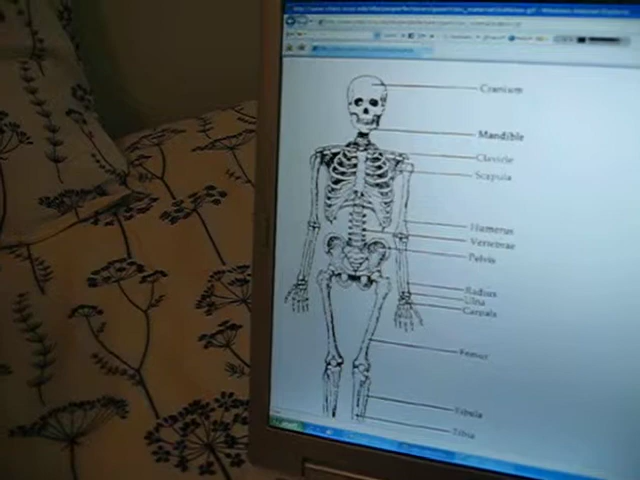 Cranium
Mandible
Clavicle
Scapula
Humerus
Vertebrae
Pelvis
Radius
Ulna
Carpals
Femur
Fibula
Tibia